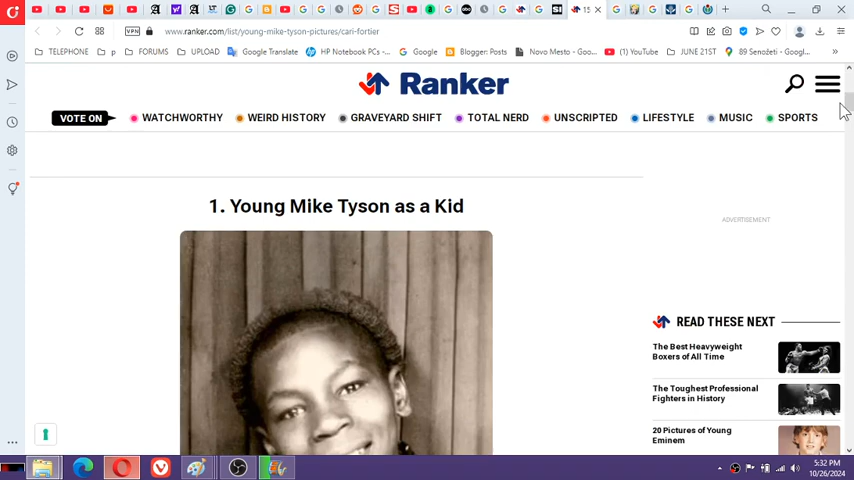 15
www.ranker.com/list/young-mike-tyson-pictures/cari-fortier
VPN
TELEPHONE p FORUMS UPLOAD Google Translate HP Notebook PCs -... Google Blogger: Posts Novo Mesto - Goog... (1) YouTube JUNE 21ST 89 Senožeti - Googl...
Ranker
VOTE ON WATCHWORTHY WEIRD HISTORY GRAVEYARD SHIFT TOTAL NERD UNSCRIPTED LIFESTYLE MUSIC SPORTS
1. Young Mike Tyson as a Kid
ADVERTISEMENT
READ THESE NEXT
The Best Heavyweight
Boxers of All Time
The Toughest Professional
Fighters in History
20 Pictures of Young
Eminem
5:32 PM
10/26/2024